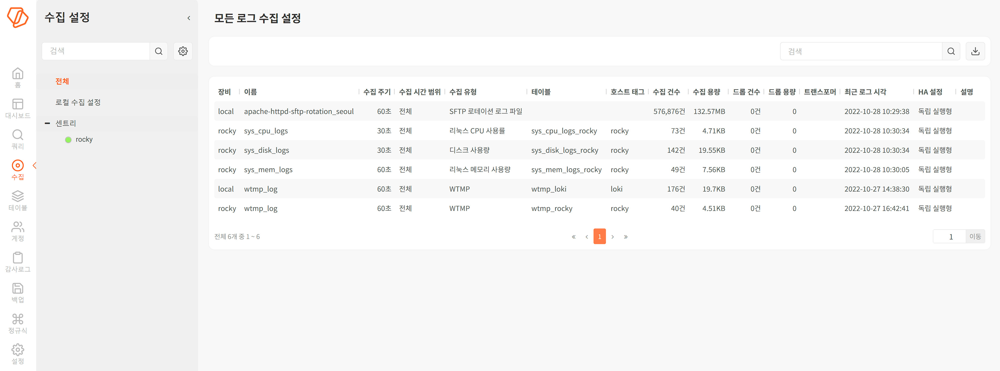 홈
대시보드
쿼리
수집
테이블
계정
감사로그
백업
정규식
설정
수집 설정
검색
전체
로컬 수집 설정
센트리
rocky
모든 로그 수집 설정
검색
장비 이름 수집 주기 수집 시간 범위 수집 유형 테이블 호스트 태그 수집 건수 수집 용량 드롭 건수 드롭 용량 트랜스포머 최근 로그 시각 HA 설정 설명
local apache-httpd-sftp-rotation_seoul 60초 전체 SFTP 로테이션 로그 파일 576,876건 132.57MB 0건 0 2022-10-28 10:29:38 독립 실행형
rocky sys_cpu_logs 30초 전체 리눅스 CPU 사용률 sys_cpu_logs_rocky rocky 73건 4.71KB 0건 0 2022-10-28 10:30:34 독립 실행형
rocky sys_disk_logs 30초 전체 디스크 사용량 sys_disk_logs_rocky rocky 142건 19.55KB 0건 0 2022-10-28 10:30:34 독립 실행형
rocky sys_mem_logs 60초 전체 리눅스 메모리 사용량 sys_mem_logs_rocky rocky 49건 7.56KB 0건 0 2022-10-28 10:30:05 독립 실행형
local wtmp_log 60초 전체 WTMP wtmp_loki loki 176건 19.7KB 0건 0 2022-10-27 14:38:30 독립 실행형
rocky wtmp_log 60초 전체 WTMP wtmp_rocky rocky 40건 4.51KB 0건 0 2022-10-27 16:42:41 독립 실행형
전체 6개 중 1 ~ 6 « ‹ 1 › » 1 이동